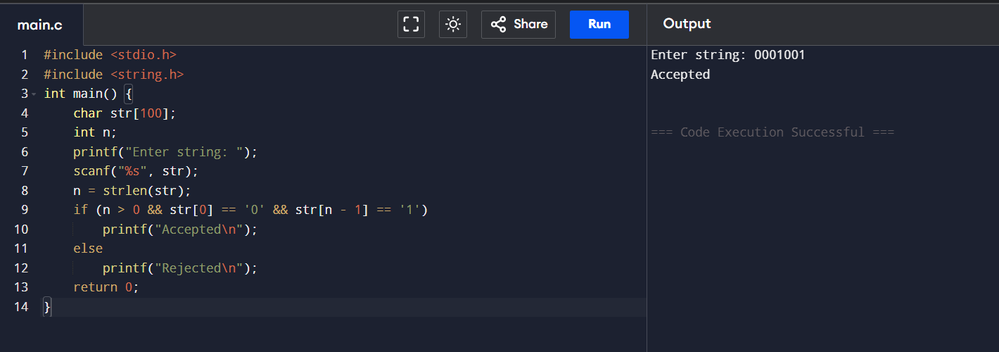 main.c
Share
Run
Output
1 #include <stdio.h>
2 #include <string.h>
3 int main() {
4     char str[100];
5     int n;
6     printf("Enter string: ");
7     scanf("%s", str);
8     n = strlen(str);
9     if (n > 0 && str[0] == '0' && str[n - 1] == '1')
10         printf("Accepted\n");
11     else
12         printf("Rejected\n");
13     return 0;
14 }
Enter string: 0001001
Accepted
=== Code Execution Successful ===